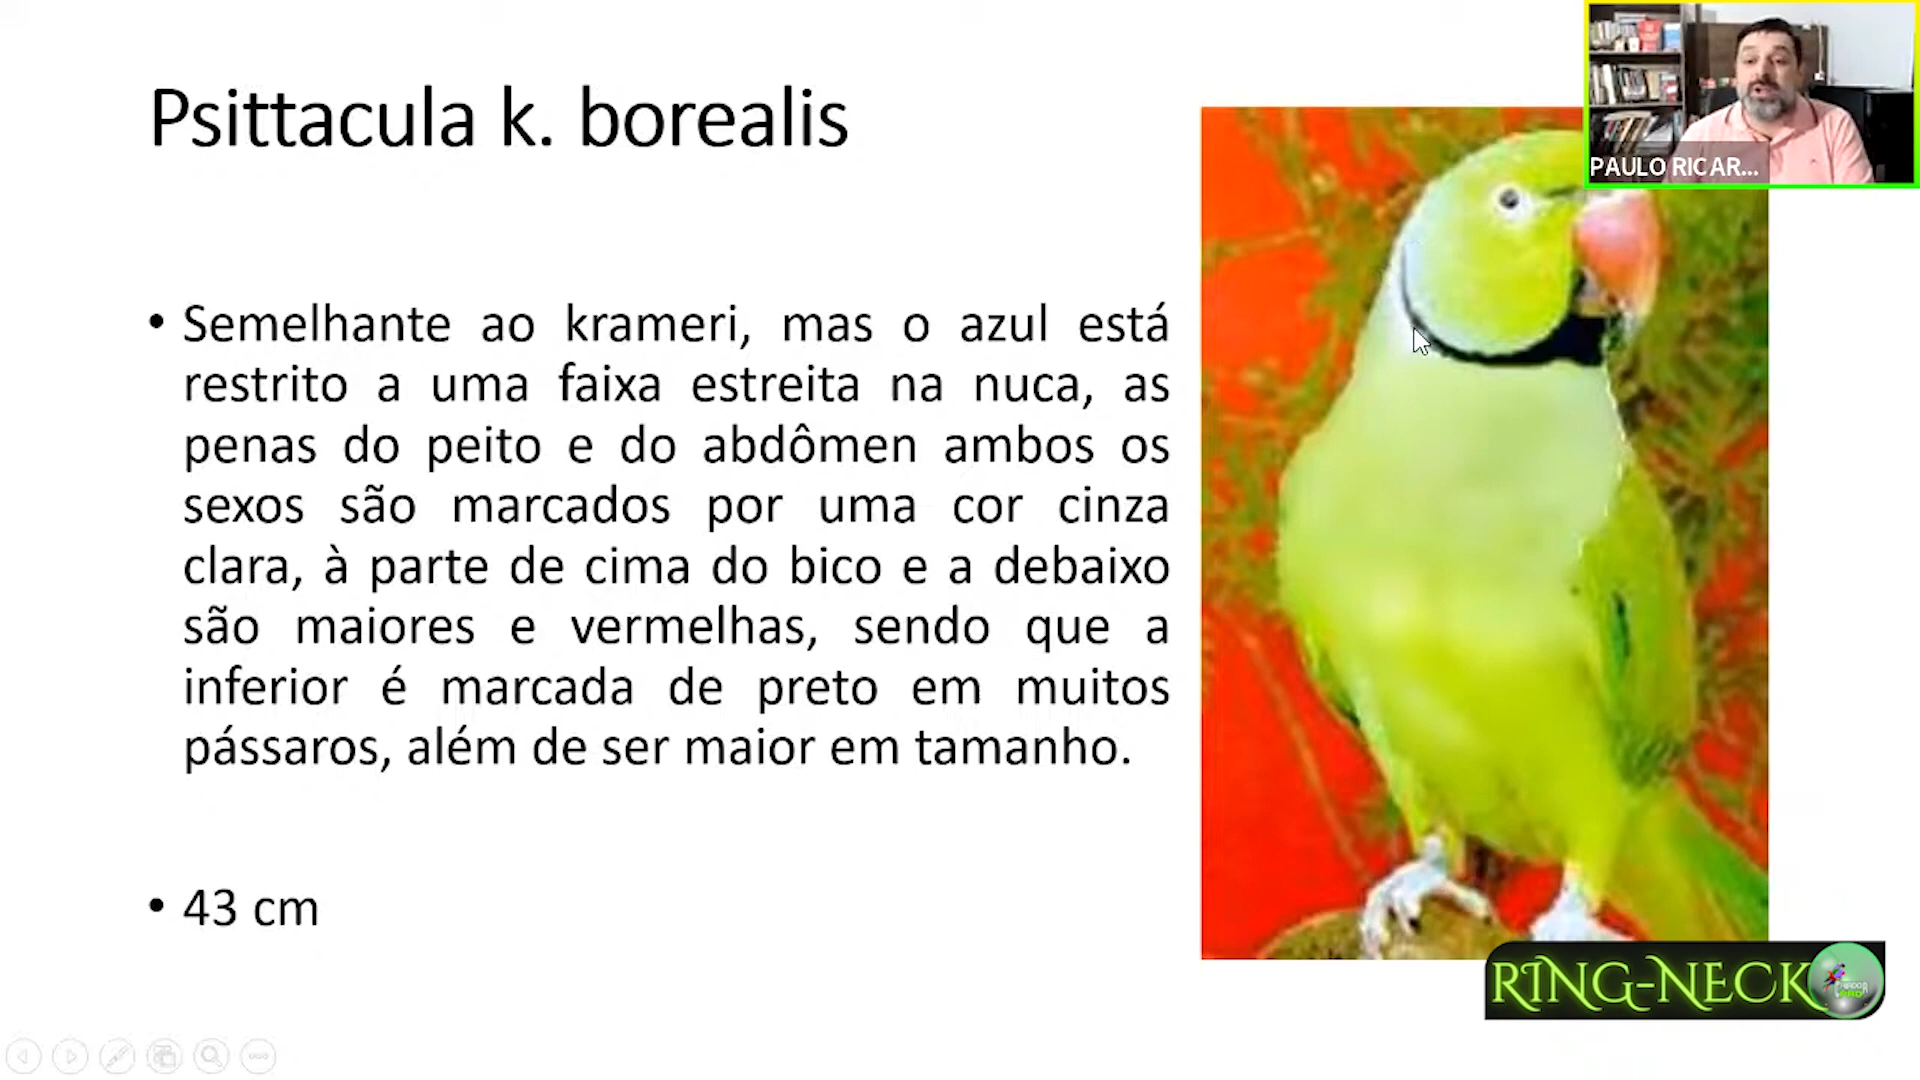 Psittacula k. borealis
PAULO RICAR...
• Semelhante ao krameri, mas o azul está
restrito a uma faixa estreita na nuca, as
penas do peito e do abdômen ambos os
sexos são marcados por uma cor cinza
clara, à parte de cima do bico e a debaixo
são maiores e vermelhas, sendo que a
inferior é marcada de preto em muitos
pássaros, além de ser maior em tamanho.
• 43 cm
RING-NECK